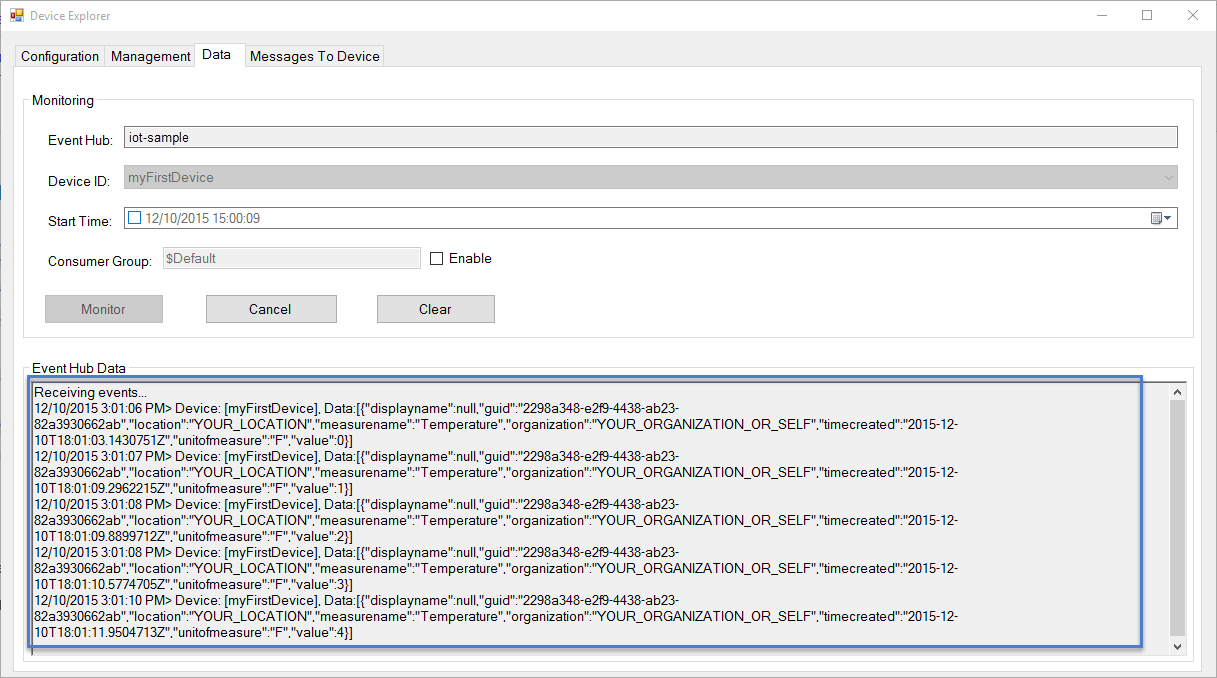 Device Explorer
Configuration Management Data Messages To Device
Monitoring
Event Hub: iot-sample
Device ID: myFirstDevice
Start Time: 12/10/2015 15:00:09
Consumer Group: $Default Enable
Monitor Cancel Clear
Event Hub Data
Receiving events...
12/10/2015 3:01:06 PM> Device: [myFirstDevice], Data:[{"displayname":null,"guid":"2298a348-e2f9-4438-ab23-
82a3930662ab","location":"YOUR_LOCATION","measurename":"Temperature","organization":"YOUR_ORGANIZATION_OR_SELF","timecreated":"2015-12-
10T18:01:03.1430751Z","unitofmeasure":"F","value":0}]
12/10/2015 3:01:07 PM> Device: [myFirstDevice], Data:[{"displayname":null,"guid":"2298a348-e2f9-4438-ab23-
82a3930662ab","location":"YOUR_LOCATION","measurename":"Temperature","organization":"YOUR_ORGANIZATION_OR_SELF","timecreated":"2015-12-
10T18:01:09.2962215Z","unitofmeasure":"F","value":1}]
12/10/2015 3:01:08 PM> Device: [myFirstDevice], Data:[{"displayname":null,"guid":"2298a348-e2f9-4438-ab23-
82a3930662ab","location":"YOUR_LOCATION","measurename":"Temperature","organization":"YOUR_ORGANIZATION_OR_SELF","timecreated":"2015-12-
10T18:01:09.8899712Z","unitofmeasure":"F","value":2}]
12/10/2015 3:01:08 PM> Device: [myFirstDevice], Data:[{"displayname":null,"guid":"2298a348-e2f9-4438-ab23-
82a3930662ab","location":"YOUR_LOCATION","measurename":"Temperature","organization":"YOUR_ORGANIZATION_OR_SELF","timecreated":"2015-12-
10T18:01:10.5774705Z","unitofmeasure":"F","value":3}]
12/10/2015 3:01:10 PM> Device: [myFirstDevice], Data:[{"displayname":null,"guid":"2298a348-e2f9-4438-ab23-
82a3930662ab","location":"YOUR_LOCATION","measurename":"Temperature","organization":"YOUR_ORGANIZATION_OR_SELF","timecreated":"2015-12-
10T18:01:11.9504713Z","unitofmeasure":"F","value":4}]